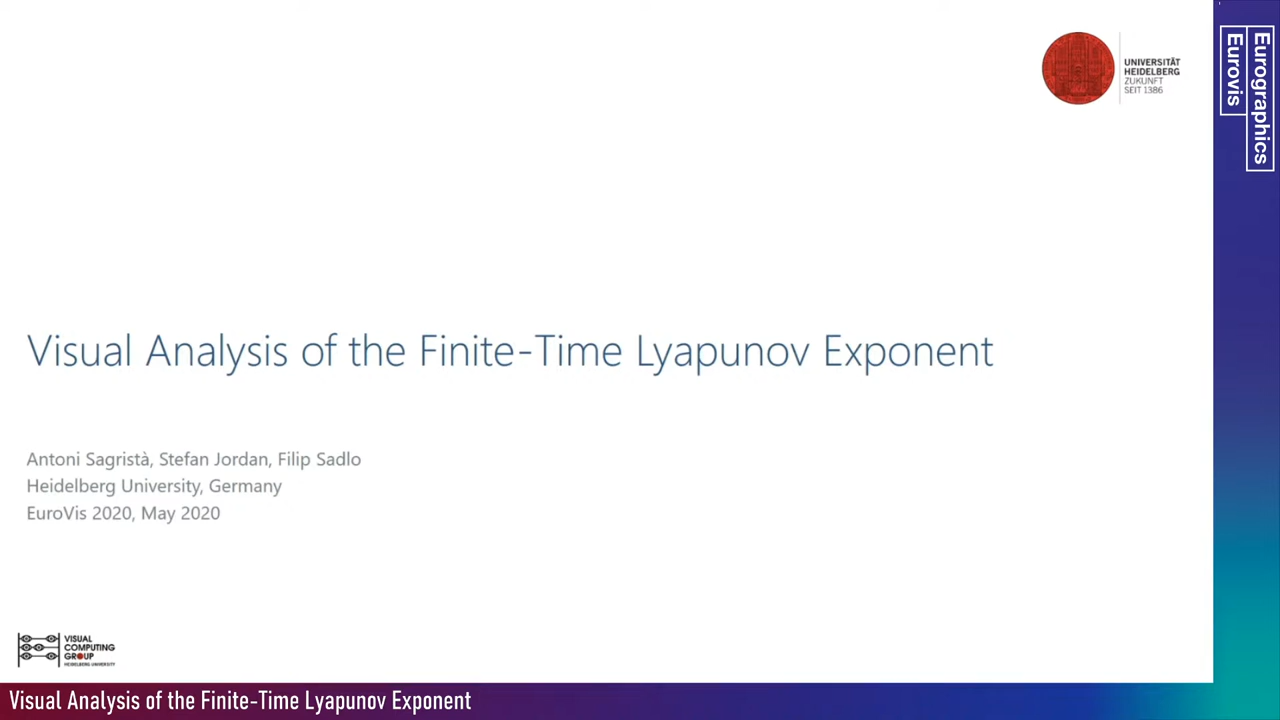 UNIVERSITÄT
HEIDELBERG
ZUKUNFT
SEIT 1386
Eurographics
Eurovis
Visual Analysis of the Finite-Time Lyapunov Exponent
Antoni Sagristà, Stefan Jordan, Filip Sadlo
Heidelberg University, Germany
EuroVis 2020, May 2020
VISUAL
COMPUTING
GROUP
HEIDELBERG UNIVERSITY
Visual Analysis of the Finite-Time Lyapunov Exponent